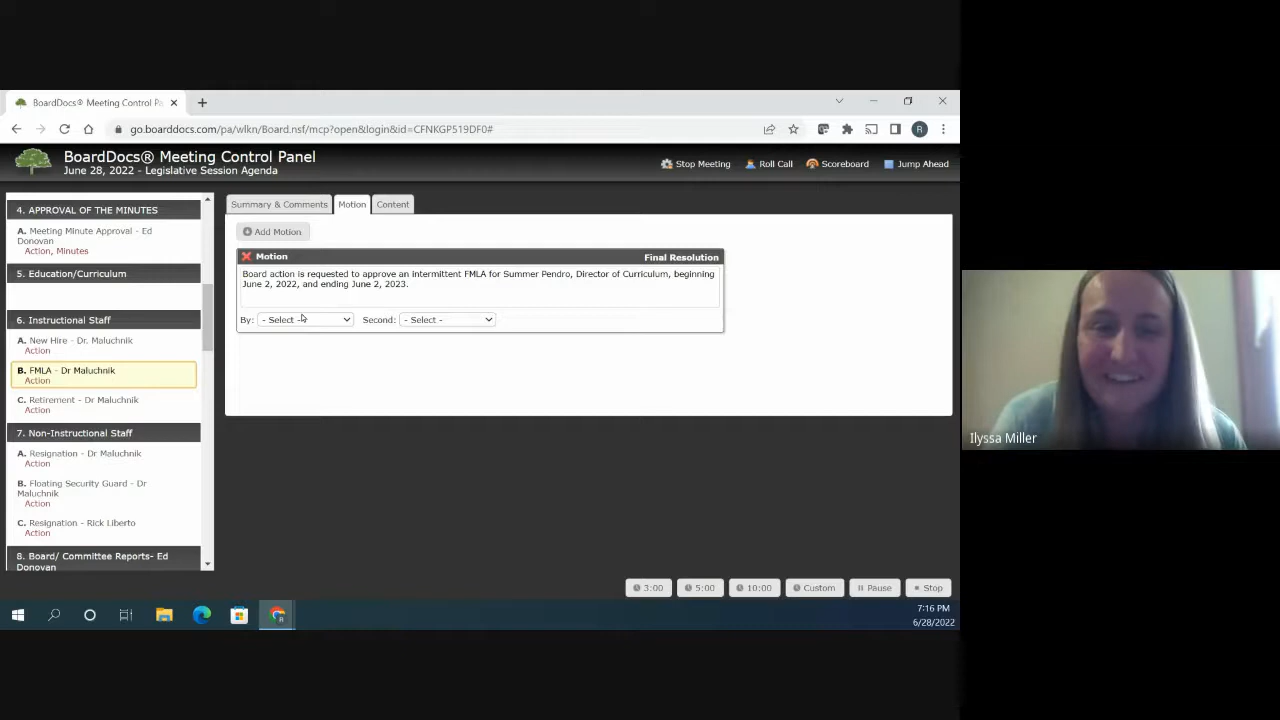 BoardDocs® Meeting Control Pa
go.boarddocs.com/pa/wlkn/Board.nsf/mcp?open&login&id=CFNKGP519DF0#
R
BoardDocs® Meeting Control Panel
June 28, 2022 - Legislative Session Agenda
Stop Meeting
Roll Call
Scoreboard
Jump Ahead
4. APPROVAL OF THE MINUTES
A. Meeting Minute Approval - Ed
Donovan
Action, Minutes
5. Education/Curriculum
6. Instructional Staff
A. New Hire - Dr. Maluchnik
Action
B. FMLA - Dr Maluchnik
Action
C. Retirement - Dr Maluchnik
Action
7. Non-Instructional Staff
A. Resignation - Dr Maluchnik
Action
B. Floating Security Guard - Dr
Maluchnik
Action
C. Resignation - Rick Liberto
Action
8. Board/ Committee Reports- Ed
Donovan
Summary & Comments
Motion
Content
Add Motion
Motion
Final Resolution
Board action is requested to approve an intermittent FMLA for Summer Pendro, Director of Curriculum, beginning
June 2, 2022, and ending June 2, 2023.
By: - Select - Second: - Select -
Ilyssa Miller
3:00
5:00
10:00
Custom
Pause
Stop
7:16 PM
6/28/2022